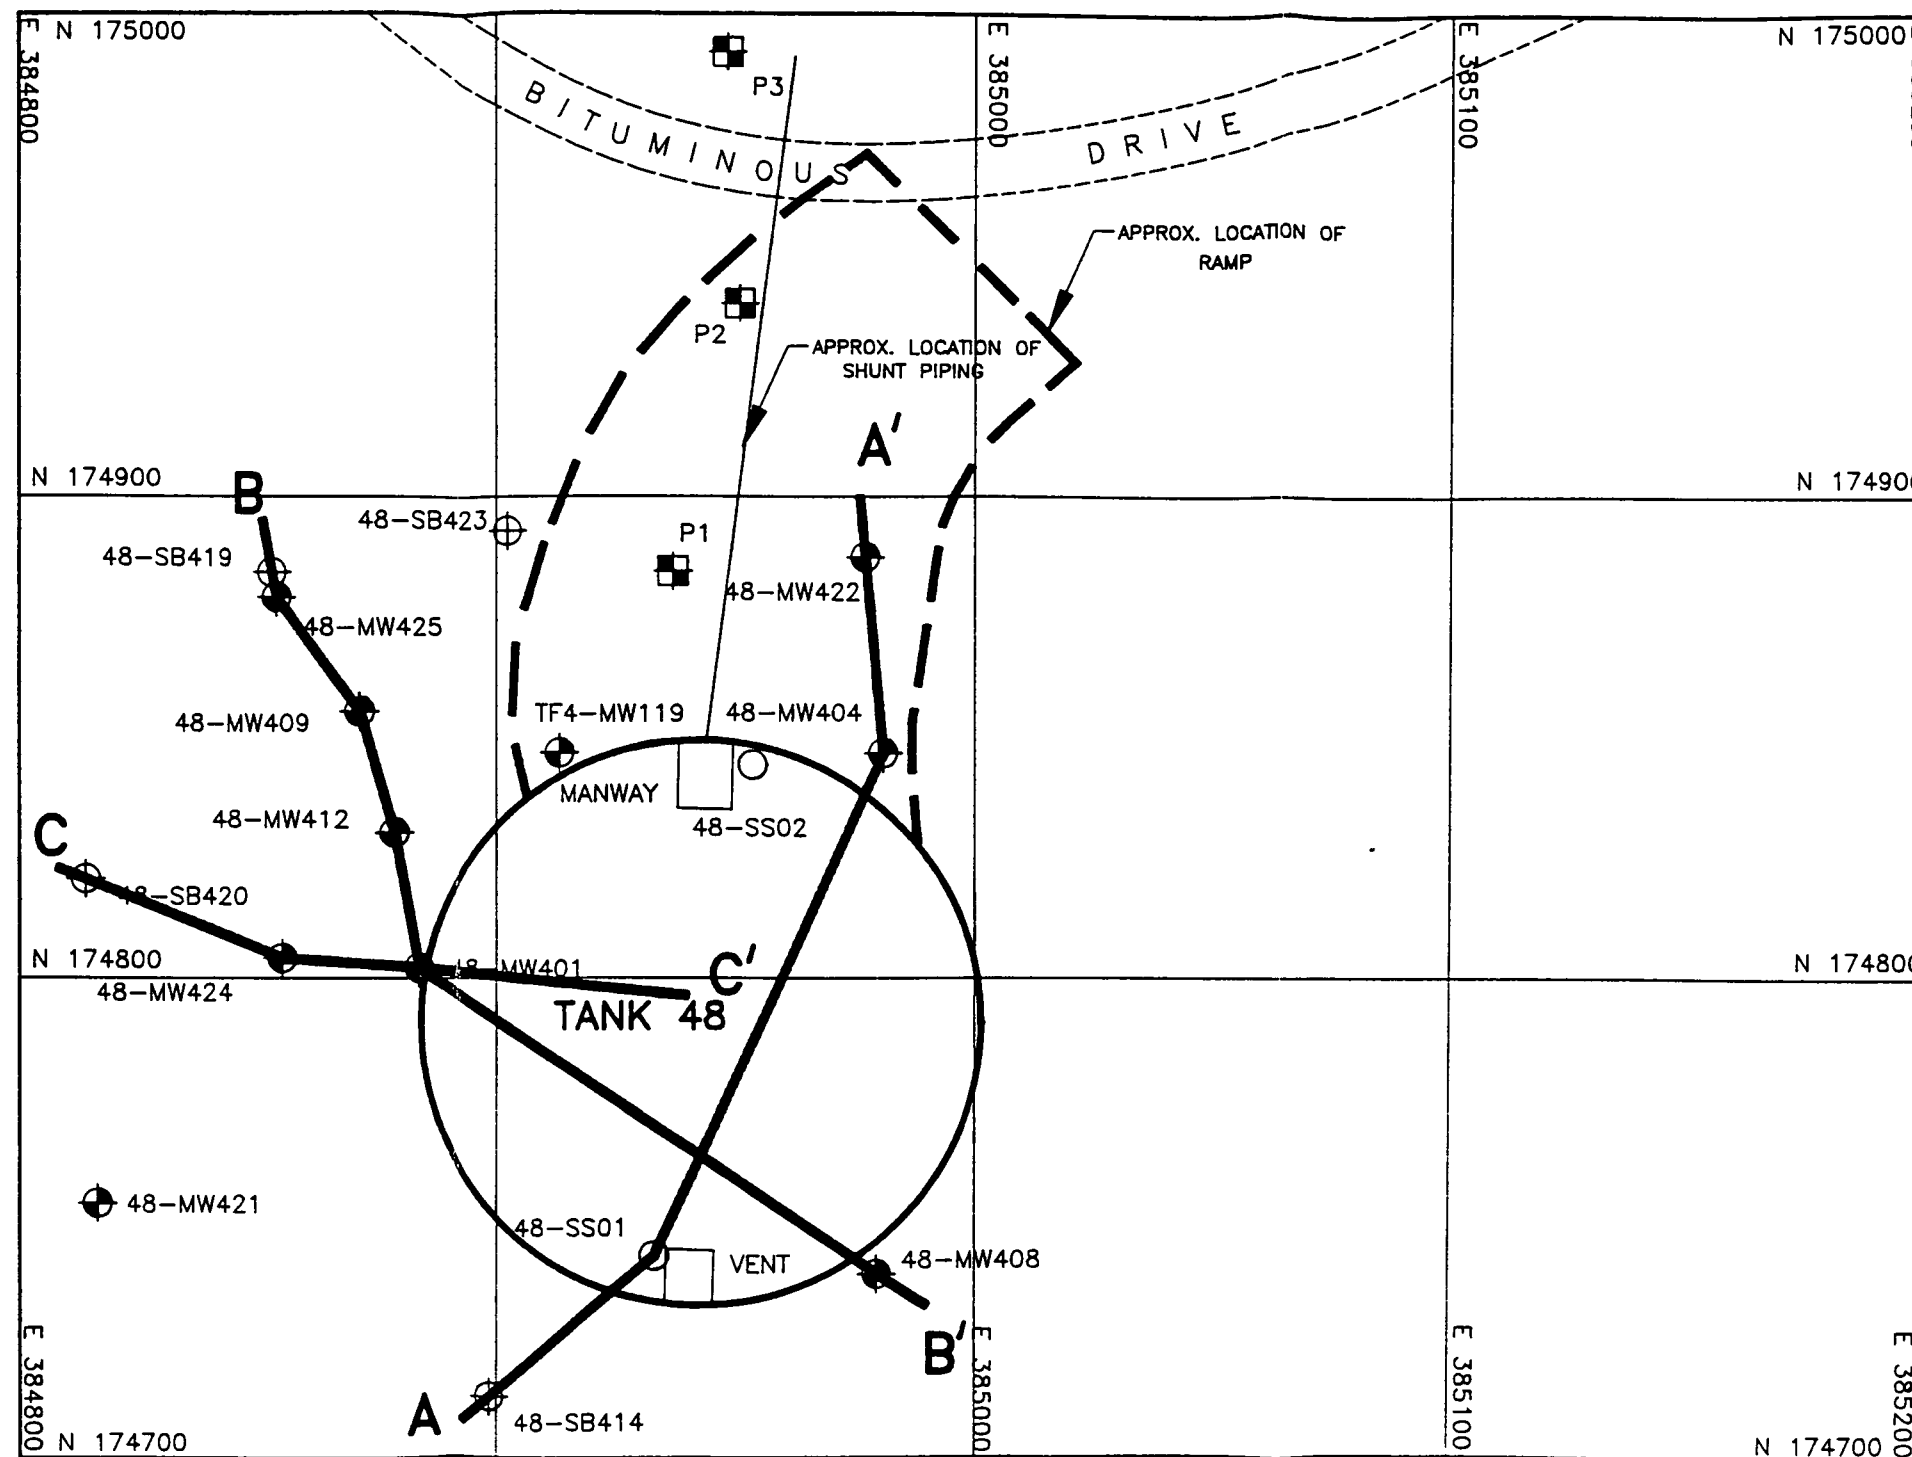 N 175000
N 175000
E 384800
E 385000
E 385100
P3
BITUMINOUS DRIVE
APPROX. LOCATION OF
RAMP
P2
APPROX. LOCATION OF
SHUNT PIPING
A'
N 174900
N 174900
B
48-SB423
P1
48-SB419
48-MW422
48-MW425
TF4-MW119
48-MW404
48-MW409
MANWAY
48-MW412
48-SS02
C
48-SB420
N 174800
48-MW401
C'
N 174800
48-MW424
TANK 48
48-MW421
48-SS01
VENT
48-MW408
B'
E 384800
E 385000
E 385100
E 385200
A
48-SB414
N 174700
N 174700